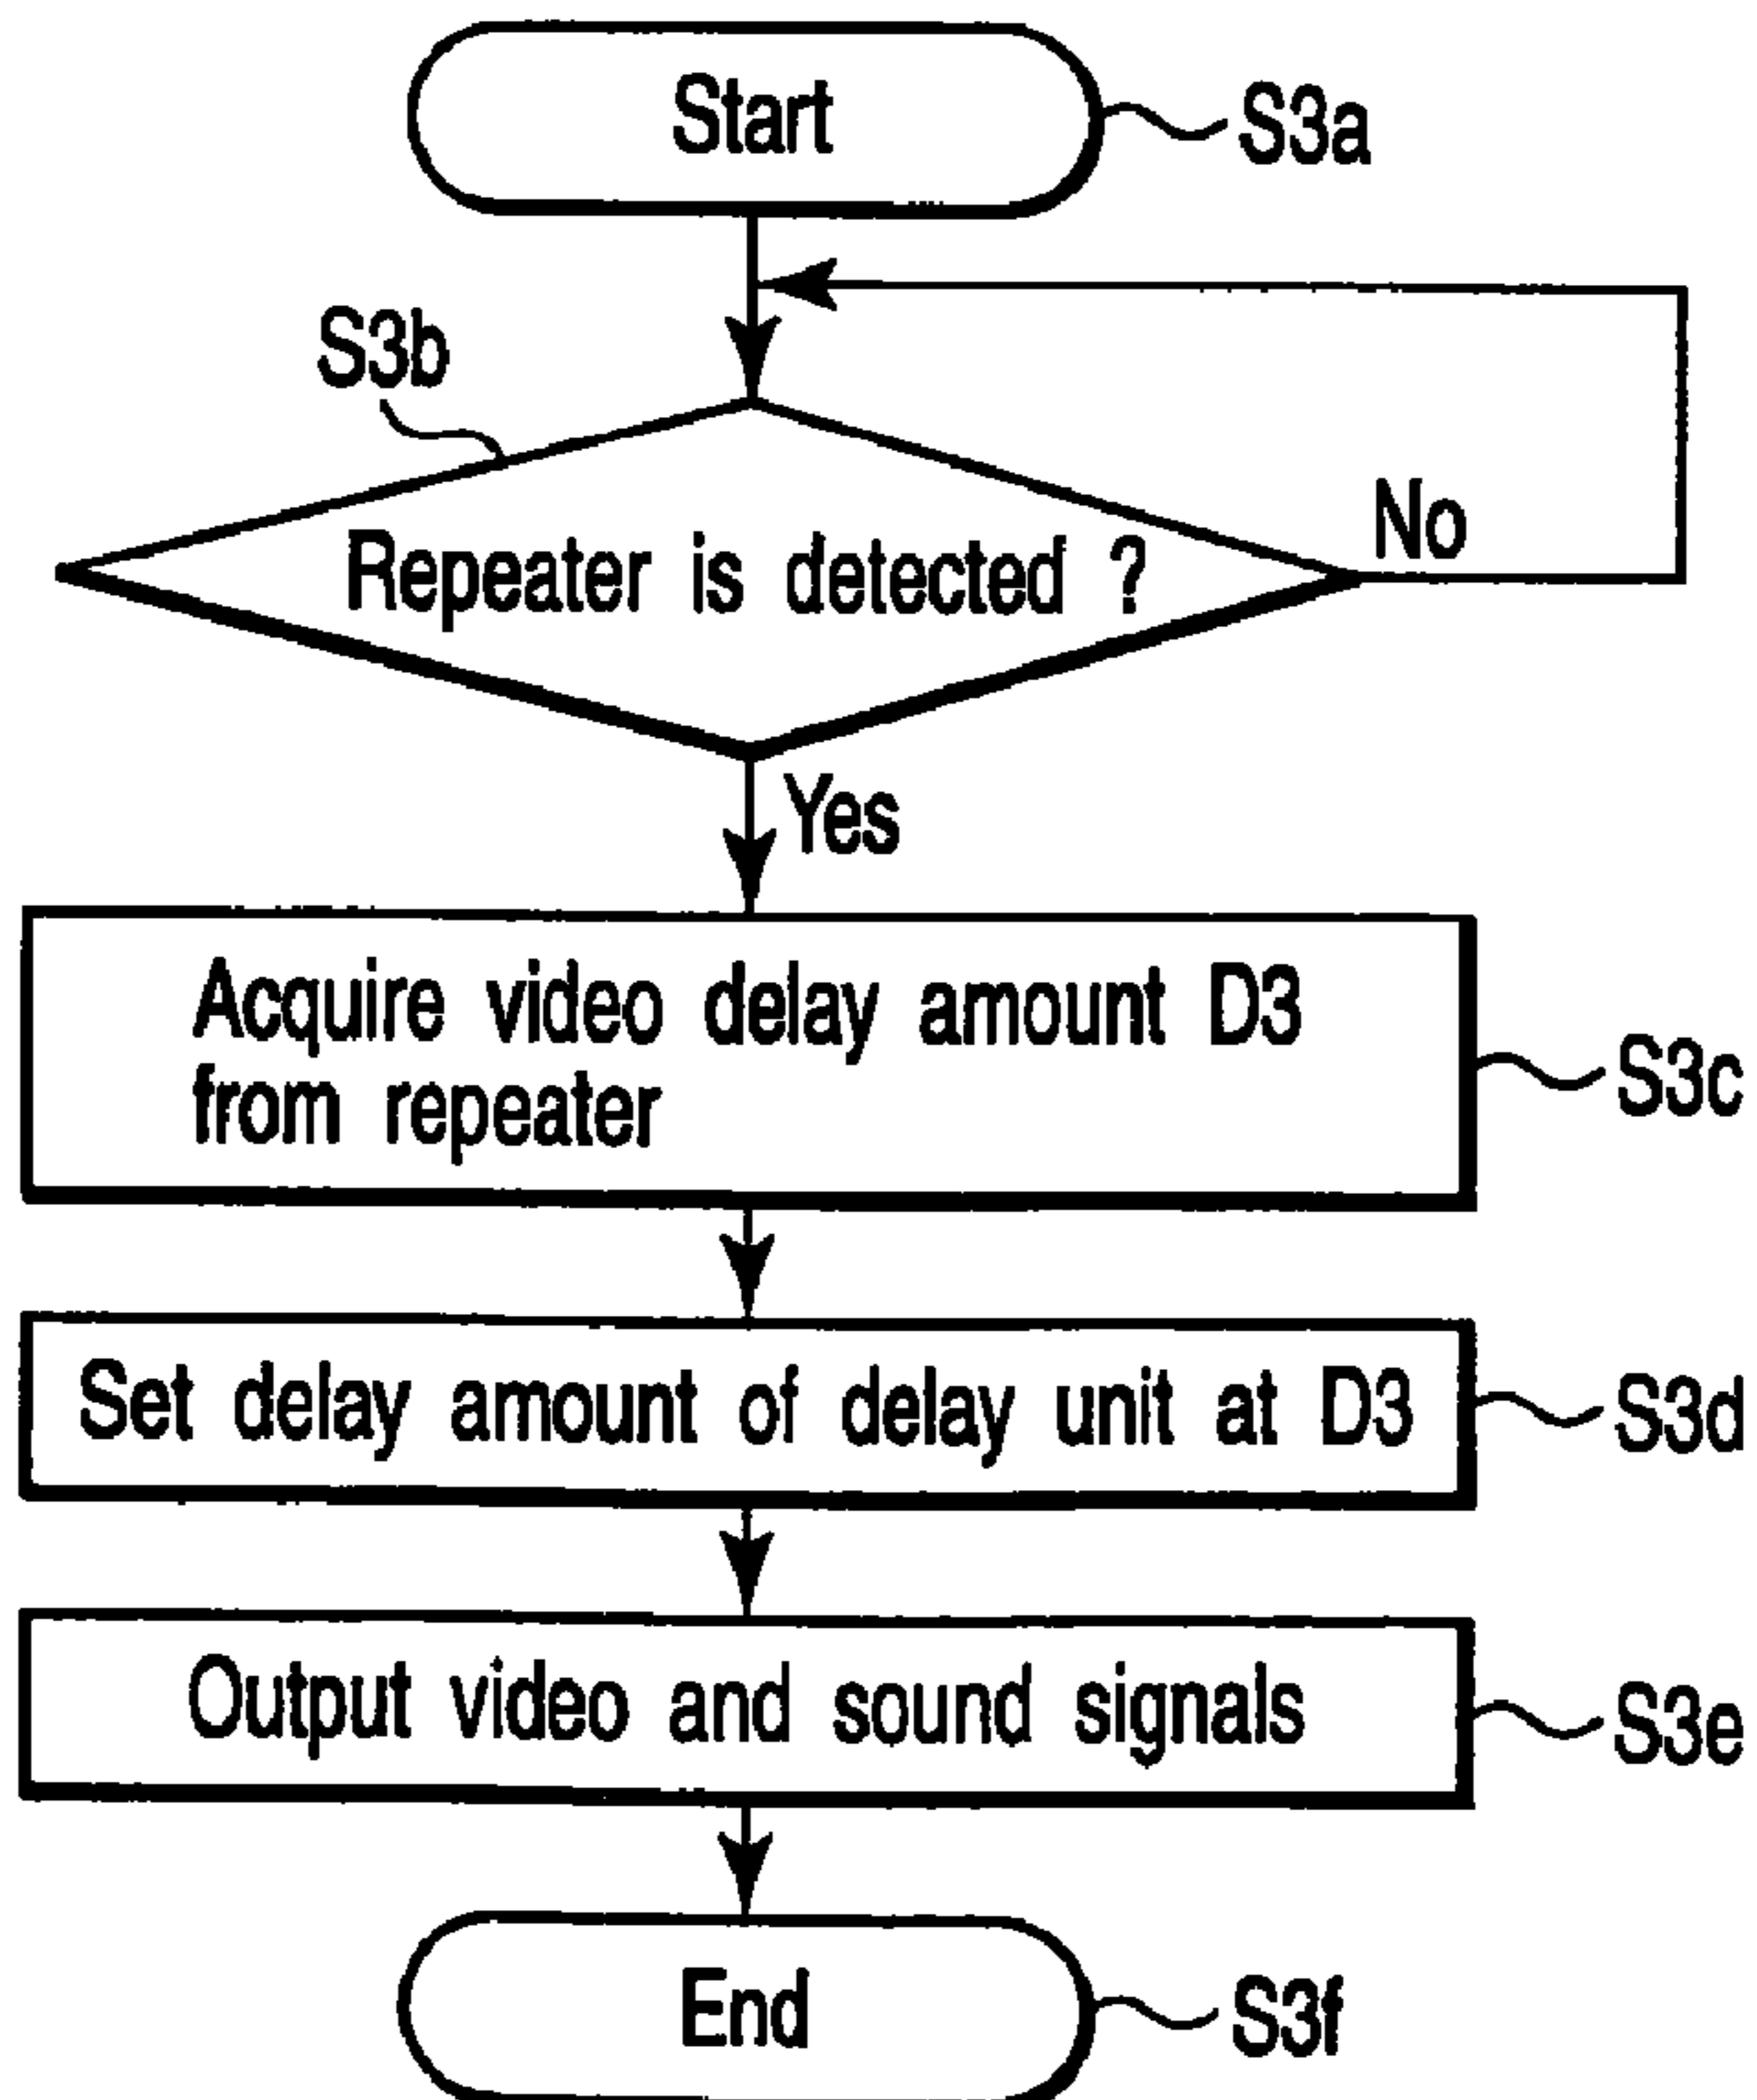 Start
S3a
S3b
Repeater is detected ?
No
Yes
Acquire video delay amount D3
from repeater
S3c
Set delay amount of delay unit at D3
S3d
Output video and sound signals
S3e
End
S3f